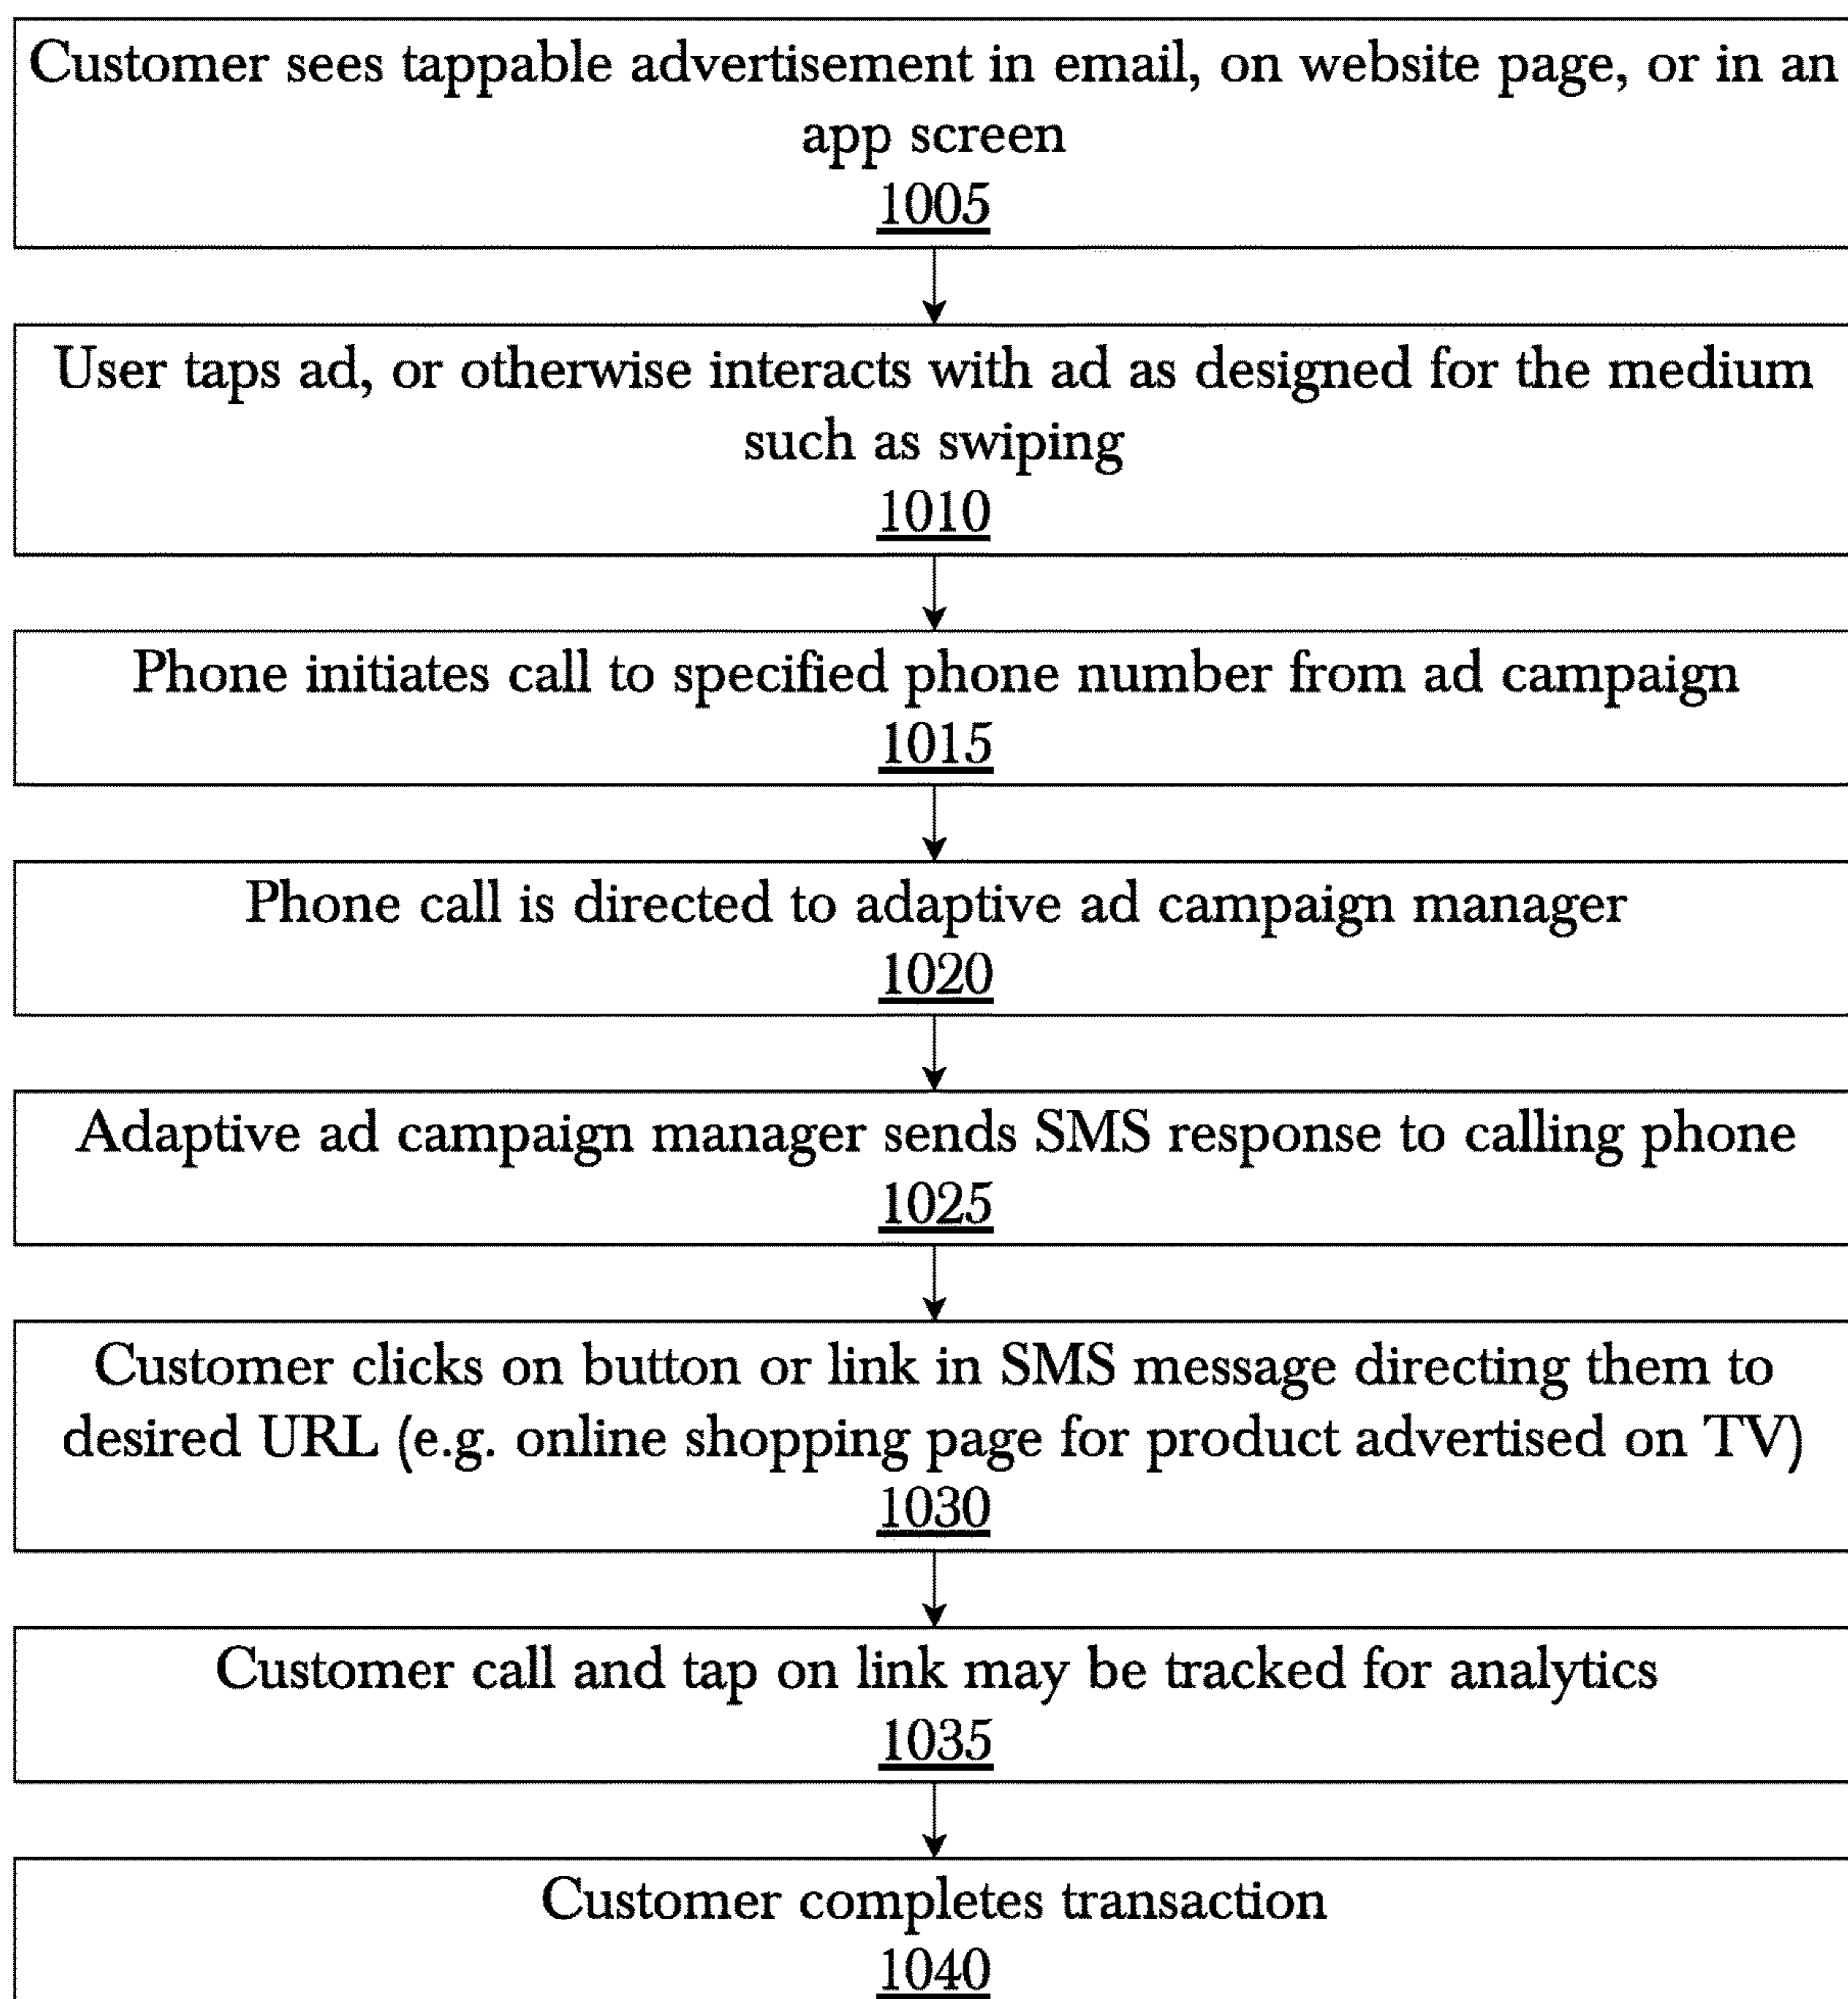 Customer sees tappable advertisement in email, on website page, or in an
app screen
1005
User taps ad, or otherwise interacts with ad as designed for the medium
such as swiping
1010
Phone initiates call to specified phone number from ad campaign
1015
Phone call is directed to adaptive ad campaign manager
1020
Adaptive ad campaign manager sends SMS response to calling phone
1025
Customer clicks on button or link in SMS message directing them to
desired URL (e.g. online shopping page for product advertised on TV)
1030
Customer call and tap on link may be tracked for analytics
1035
Customer completes transaction
1040